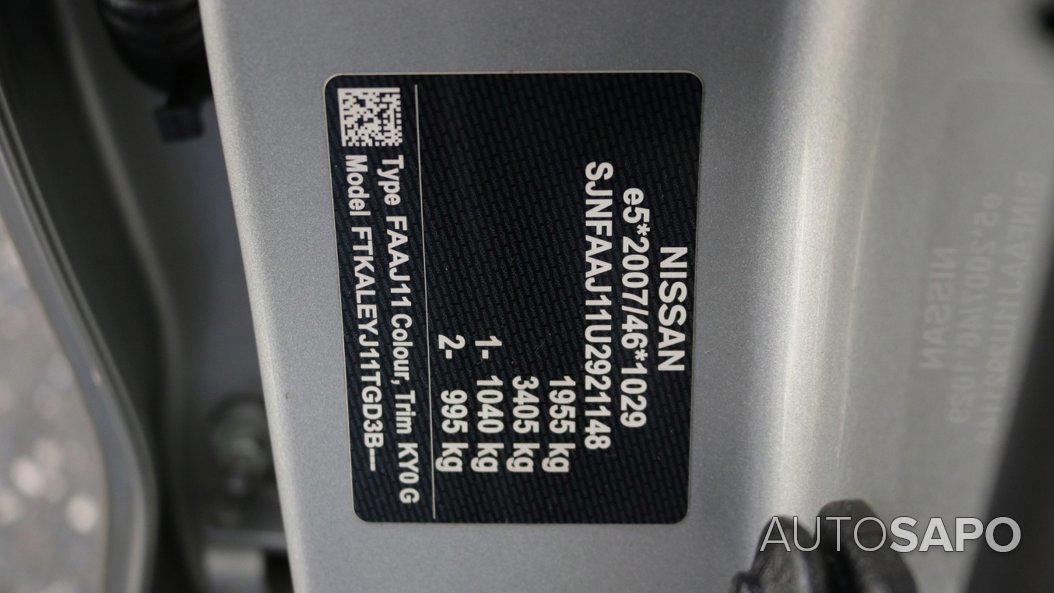 NISSAN
e5*2007/46*1029
SJNFAAJ11U2921148
1955 kg
3405 kg
1- 1040 kg
2- 995 kg
Type FAAJ11 Colour, Trim KY0 G
Model FTKALEYJ11TGD3B---
AUTOSAPO